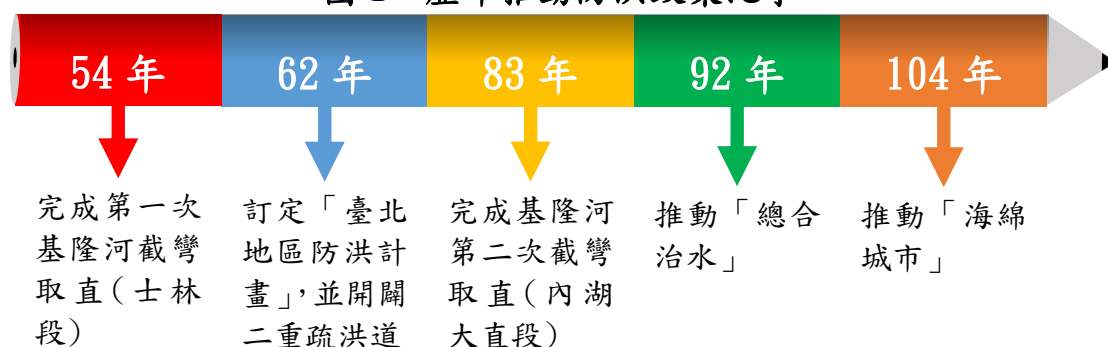 54 年
62 年
83 年
92 年
104 年
完成第一次
基隆河截彎
取直(士林
段)
訂定「臺北
地區防洪計
畫」,並開闢
二重疏洪道
完成基隆河
第二次截彎
取直(內湖
大直段)
推動「總合
治水」
推動「海綿
城市」